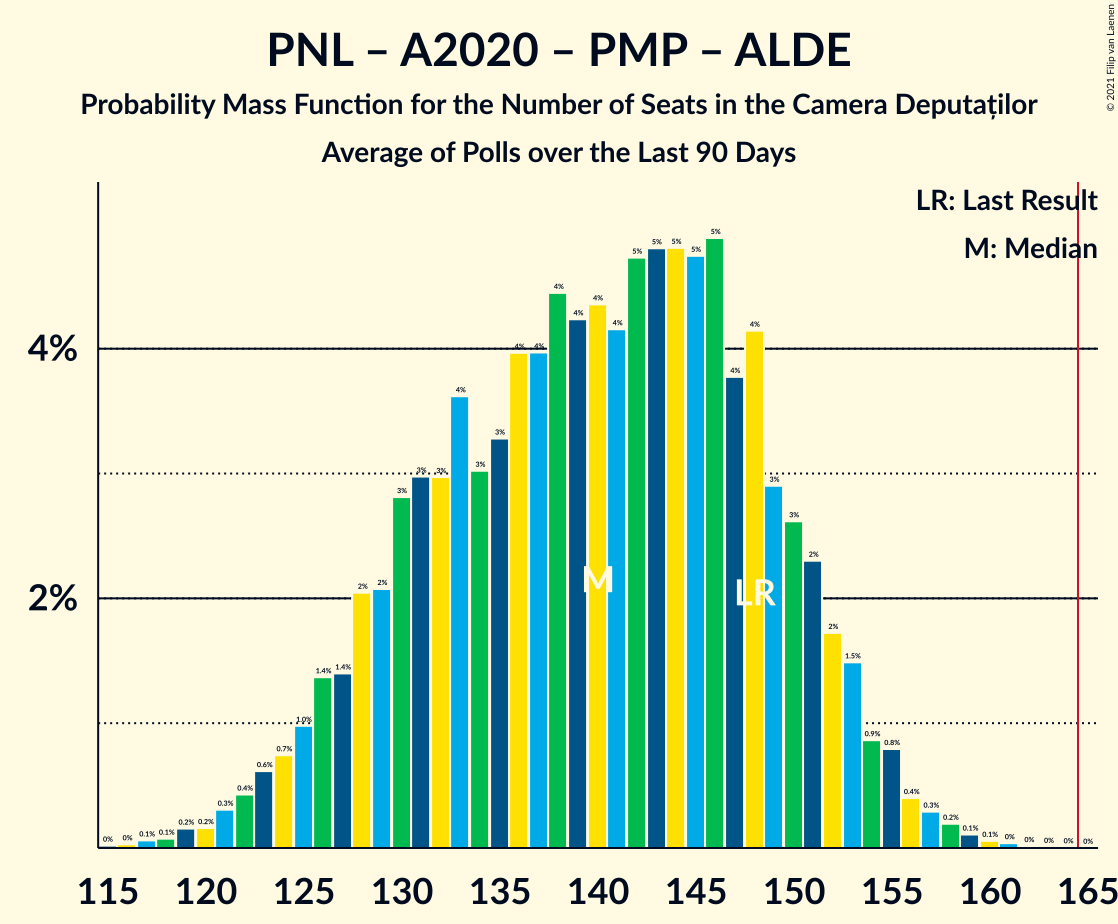 PNL – A2020 – PMP – ALDE
Probability Mass Function for the Number of Seats in the Camera Deputaților
Average of Polls over the Last 90 Days
© 2021 Filip van Laenen
LR: Last Result
M: Median
4%
2%
0% 0% 0.1% 0.1% 0.2% 0.2% 0.3% 0.4% 0.6% 0.7% 1.0% 1.4% 1.4% 2% 2% 3% 3% 3% 4% 3% 3% 4% 4% 4% 4% 4% 4% 5% 5% 5% 5% 5% 4% 4% 3% 3% 2% 2% 1.5% 0.9% 0.8% 0.4% 0.3% 0.2% 0.1% 0.1% 0% 0% 0% 0% 0%
M
LR
115 120 125 130 135 140 145 150 155 160 165